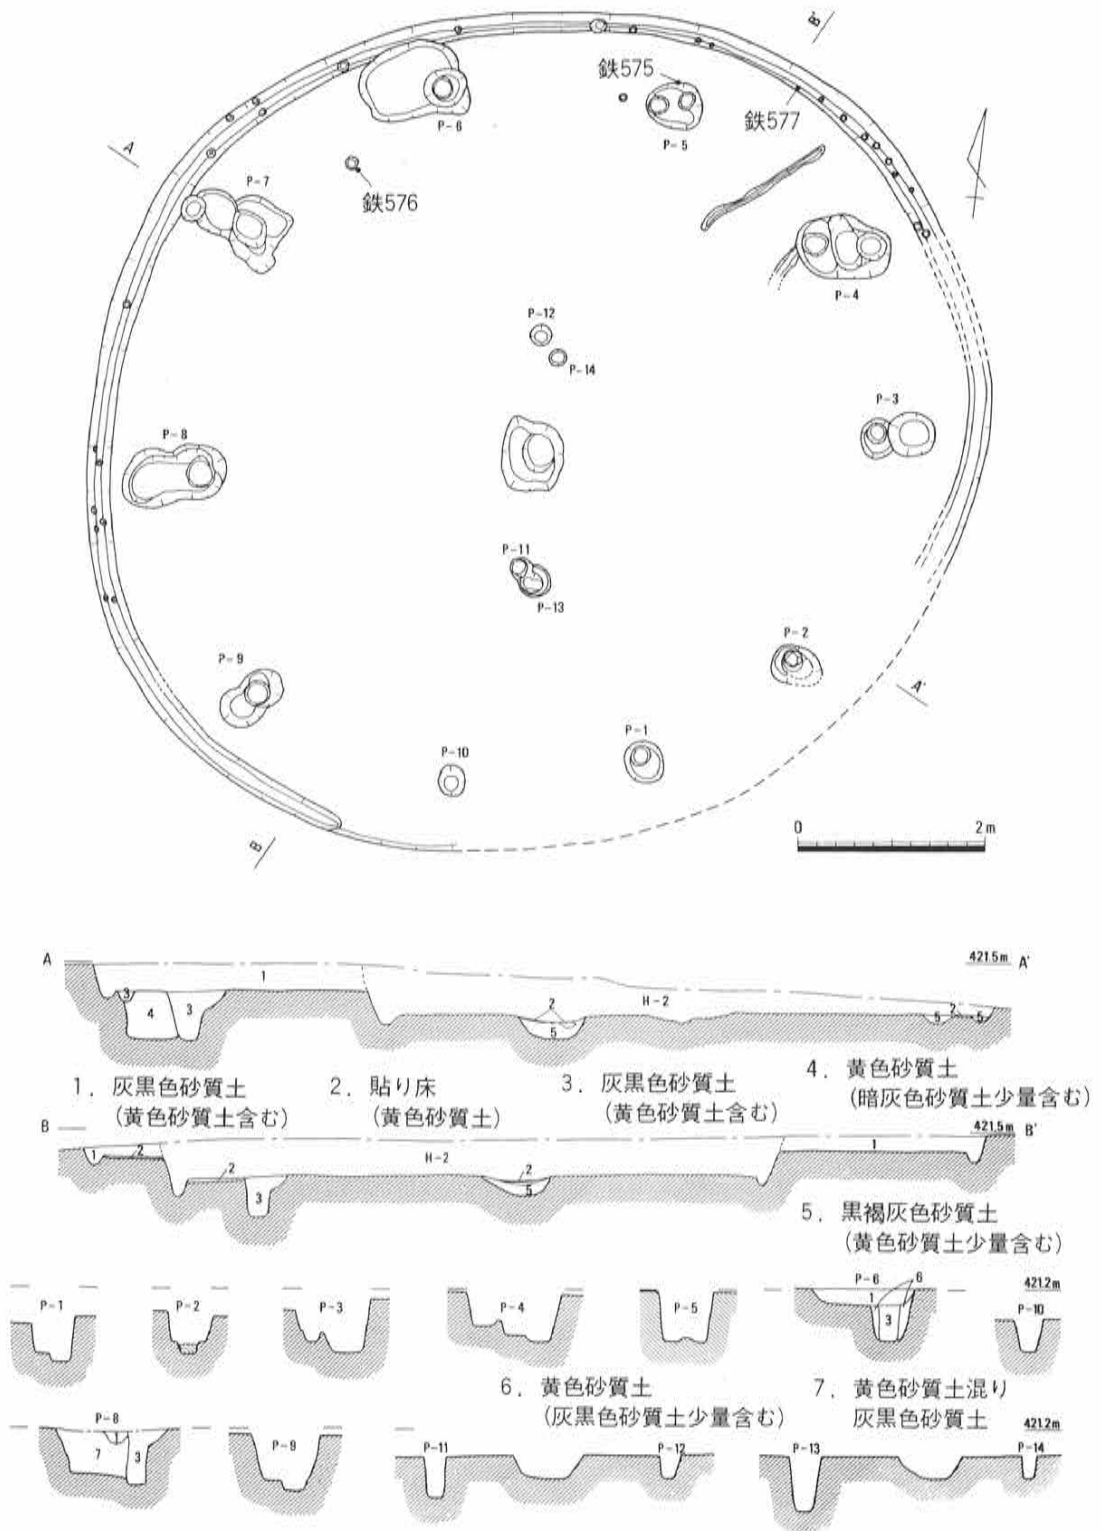 B'
鉄575
鉄577
P-6
P-5
A
P-7
鉄576
P-4
P-12
P-14
P-3
P-8
P-11
P-13
P-2
P-9
A'
P-1
P-10
B
0 2m
A
421.5m A'
1
3
4
3
H-2
2
5
2
5
5
1. 灰黒色砂質土
(黄色砂質土含む)
2. 貼り床
(黄色砂質土)
3. 灰黒色砂質土
(黄色砂質土含む)
4. 黄色砂質土
(暗灰色砂質土少量含む)
B
421.5m B'
1
2
H-2
2
3
2
5
1
5. 黒褐灰色砂質土
(黄色砂質土少量含む)
P-1
P-2
P-3
P-4
P-5
P-6
6
1
3
421.2m
P-10
6. 黄色砂質土
(灰黒色砂質土少量含む)
7. 黄色砂質土混り
灰黒色砂質土
P-8
7
1
3
P-9
P-11
P-12
P-13
P-14
421.2m